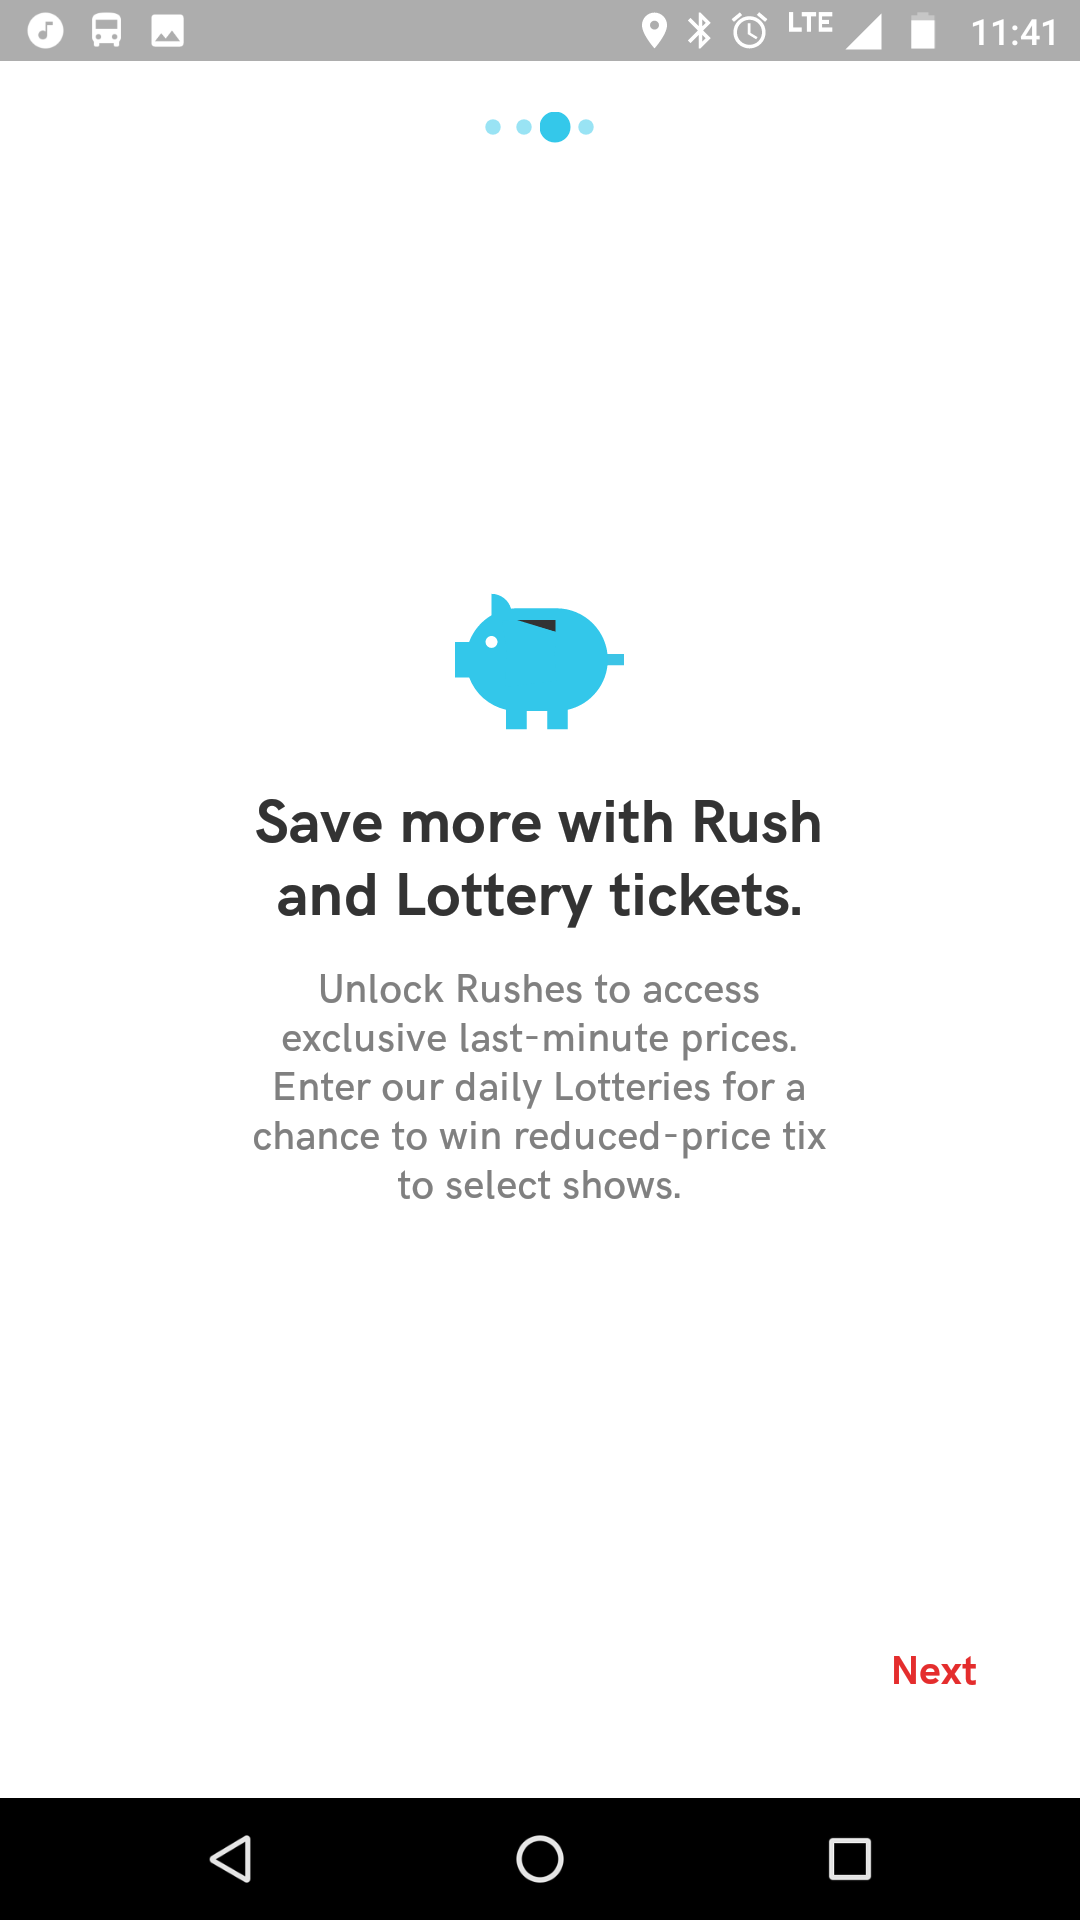 LTE 11:41
Save more with Rush
and Lottery tickets.
Unlock Rushes to access
exclusive last-minute prices.
Enter our daily Lotteries for a
chance to win reduced-price tix
to select shows.
Next